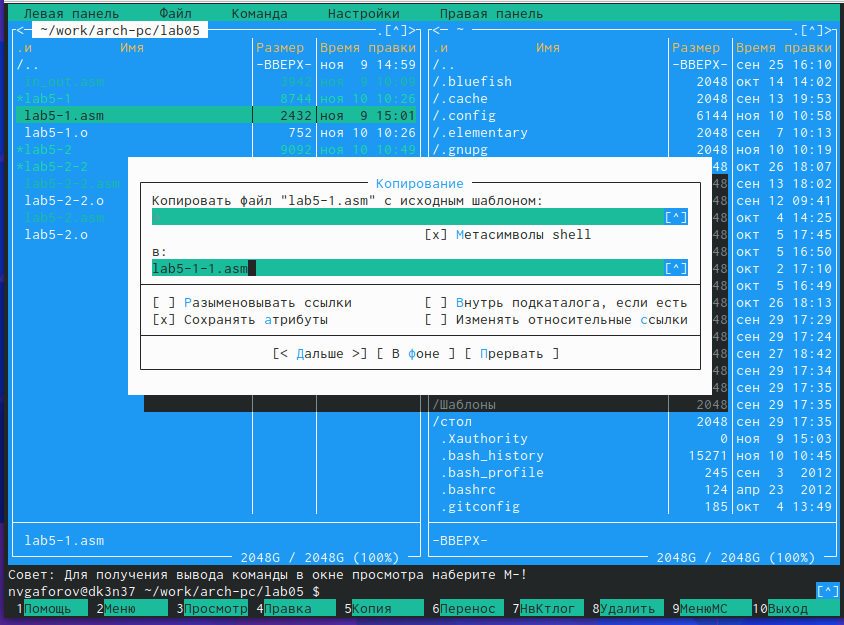 Левая панель Файл Команда Настройки Правая панель
<─ ~/work/arch-pc/lab05 .[^]> <─ ~ .[^]>
.и Имя Размер Время правки .и Имя Размер Время правки
/.. -ВВЕРХ- ноя 9 14:59 /.. -ВВЕРХ- сен 25 16:10
in_out.asm 3942 ноя 9 15:09 /.bluefish 2048 окт 14 14:02
*lab5-1 8744 ноя 10 10:26 /.cache 2048 сен 13 19:53
lab5-1.asm 2432 ноя 9 15:01 /.config 6144 ноя 10 10:58
lab5-1.o 752 ноя 10 10:26 /.elementary 2048 сен 7 10:13
*lab5-2 9092 ноя 10 10:49 /.gnupg 2048 ноя 10 10:19
*lab5-2-2 48 окт 26 18:07
lab5-2-2.asm Копирование 48 сен 13 18:02
lab5-2-2.o Копировать файл "lab5-1.asm" с исходным шаблоном: 48 сен 12 09:41
lab5-2.asm * [^] 48 окт 4 14:25
lab5-2.o [x] Метасимволы shell 48 окт 5 17:45
в: 48 окт 5 16:50
lab5-1-1.asm [^] 48 окт 2 17:10
48 окт 5 16:49
[ ] Разыменовывать ссылки [ ] Внутрь подкаталога, если есть 48 окт 26 18:13
[x] Сохранять атрибуты [ ] Изменять относительные ссылки 48 сен 29 17:29
48 сен 29 17:24
[< Дальше >] [ В фоне ] [ Прервать ] 48 сен 27 18:42
48 сен 29 17:34
48 сен 29 17:35
/Шаблоны 2048 сен 29 17:35
/стол 2048 сен 29 17:35
.Xauthority 0 ноя 9 15:03
.bash_history 15271 ноя 10 10:45
.bash_profile 245 сен 3 2012
.bashrc 124 апр 23 2012
.gitconfig 185 окт 4 13:49
lab5-1.asm -ВВЕРХ-
2048G / 2048G (100%) 2048G / 2048G (100%)
Совет: Для получения вывода команды в окне просмотра наберите M-!
nvgaforov@dk3n37 ~/work/arch-pc/lab05 $ [^]
1Помощь 2Меню 3Просмотр 4Правка 5Копия 6Перенос 7НвКтлог 8Удалить 9МенюMC 10Выход